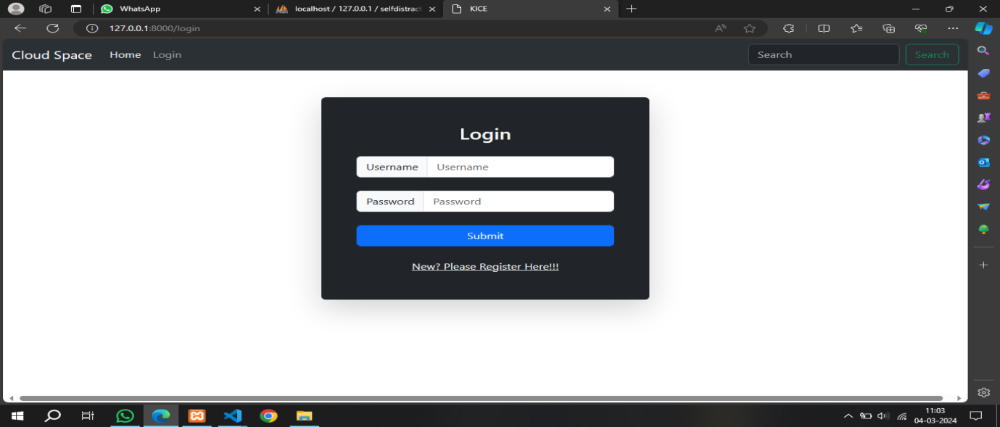 WhatsApp
localhost / 127.0.0.1 / selfdistract
KICE
127.0.0.1:8000/login
Cloud Space
Home
Login
Search
Search
Login
Username
Username
Password
Password
Submit
New? Please Register Here!!!
11:03
04-03-2024